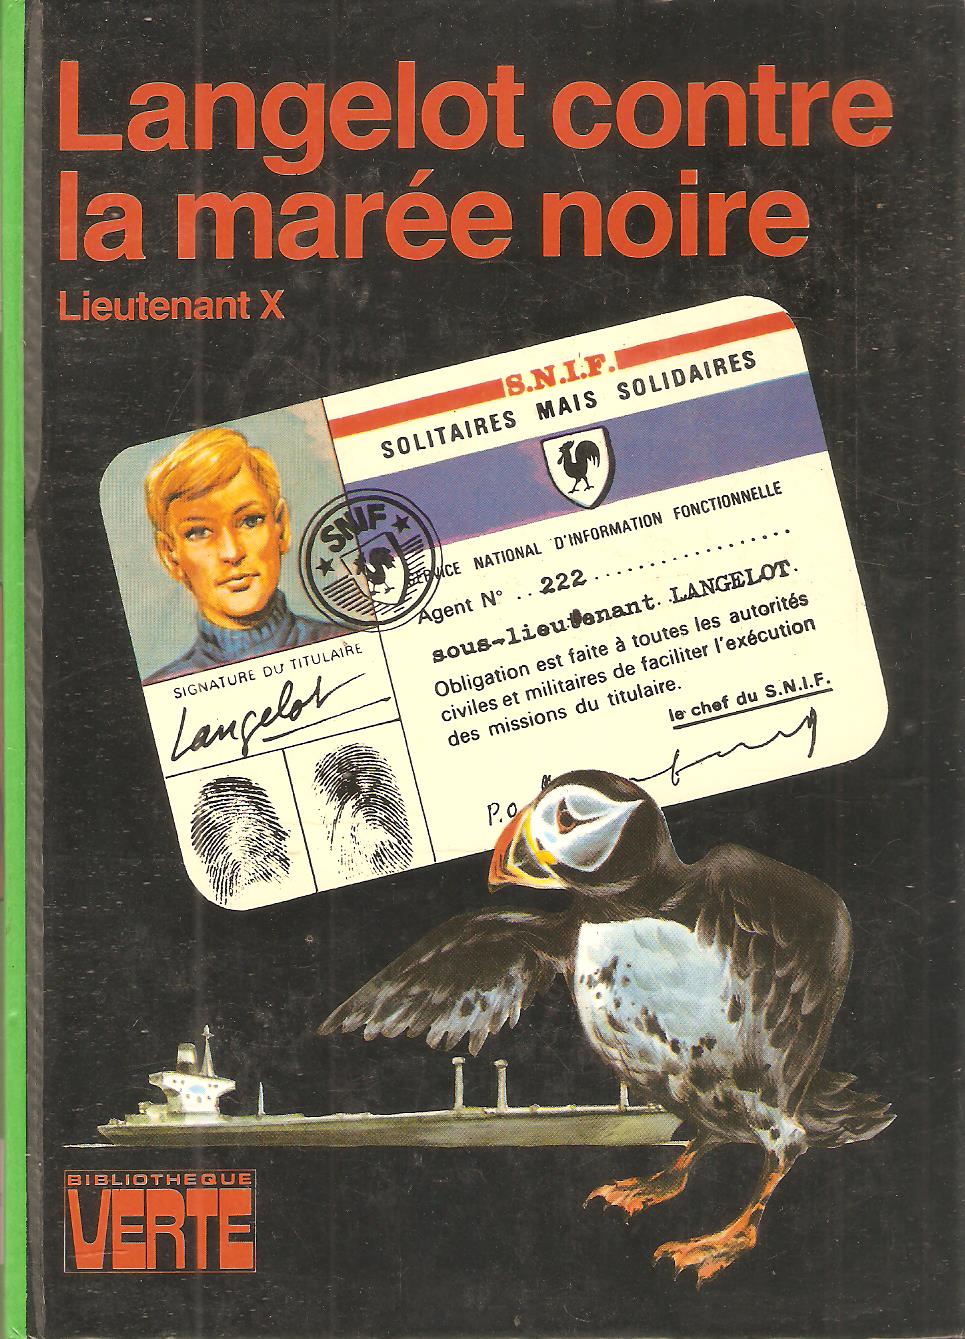 Langelot contre
la marée noire
Lieutenant X
S.N.I.F.
SOLITAIRES MAIS SOLIDAIRES
SNIF
SERVICE NATIONAL D'INFORMATION FONCTIONNELLE
Agent N° ..222..................
sous-lieutenant LANGELOT.
Obligation est faite à toutes les autorités
civiles et militaires de faciliter l'exécution
des missions du titulaire.
le chef du S.N.I.F.
P.o
SIGNATURE DU TITULAIRE
Langelot
BIBLIOTHEQUE
VERTE